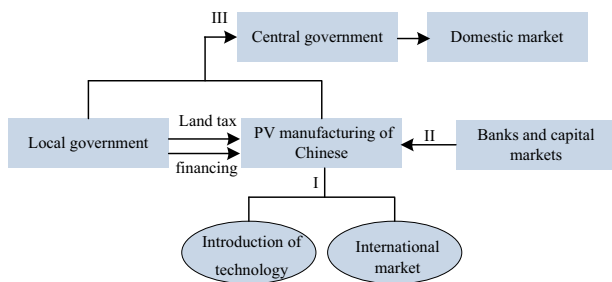 III
Central government
Domestic market
Local government
Land tax
financing
PV manufacturing of
Chinese
II
Banks and capital
markets
I
Introduction of
technology
International
market